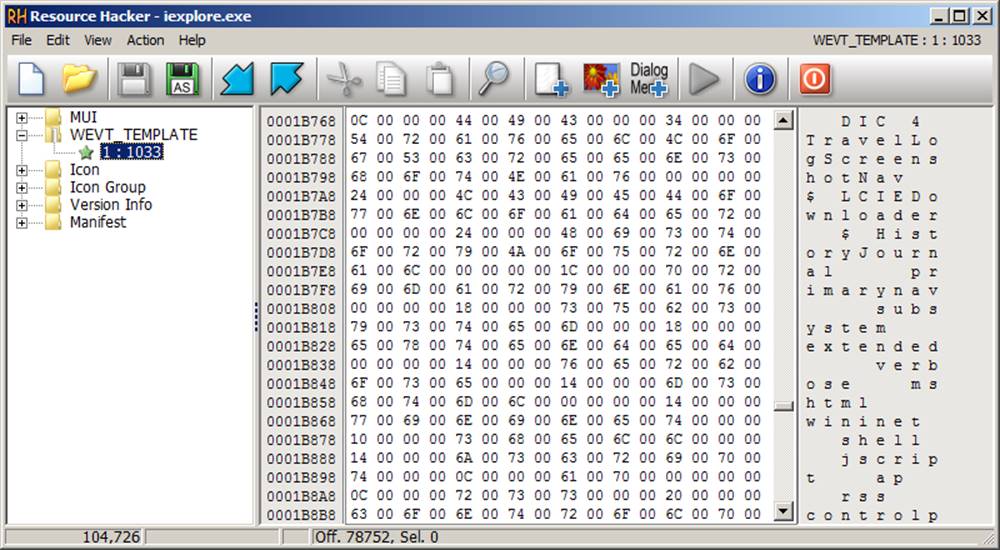 Resource Hacker - iexplore.exe
File Edit View Action Help WEVT_TEMPLATE : 1 : 1033
AS Dialog Mer
MUI
WEVT_TEMPLATE
1 : 1033
Icon
Icon Group
Version Info
Manifest
0001B768 0C 00 00 00 44 00 49 00 43 00 00 00 34 00 00 00 D I C 4
0001B778 54 00 72 00 61 00 76 00 65 00 6C 00 4C 00 6F 00 T r a v e l L o
0001B788 67 00 53 00 63 00 72 00 65 00 65 00 6E 00 73 00 g S c r e e n s
0001B798 68 00 6F 00 74 00 4E 00 61 00 76 00 00 00 00 00 h o t N a v
0001B7A8 24 00 00 00 4C 00 43 00 49 00 45 00 44 00 6F 00 $ L C I E D o
0001B7B8 77 00 6E 00 6C 00 6F 00 61 00 64 00 65 00 72 00 w n l o a d e r
0001B7C8 00 00 00 00 24 00 00 00 48 00 69 00 73 00 74 00 $ H i s t
0001B7D8 6F 00 72 00 79 00 4A 00 6F 00 75 00 72 00 6E 00 o r y J o u r n
0001B7E8 61 00 6C 00 00 00 00 00 1C 00 00 00 70 00 72 00 a l p r
0001B7F8 69 00 6D 00 61 00 72 00 79 00 6E 00 61 00 76 00 i m a r y n a v
0001B808 00 00 00 00 18 00 00 00 73 00 75 00 62 00 73 00 s u b s
0001B818 79 00 73 00 74 00 65 00 6D 00 00 00 18 00 00 00 y s t e m
0001B828 65 00 78 00 74 00 65 00 6E 00 64 00 65 00 64 00 e x t e n d e d
0001B838 00 00 00 00 14 00 00 00 76 00 65 00 72 00 62 00 v e r b
0001B848 6F 00 73 00 65 00 00 00 14 00 00 00 6D 00 73 00 o s e m s
0001B858 68 00 74 00 6D 00 6C 00 00 00 00 00 14 00 00 00 h t m l
0001B868 77 00 69 00 6E 00 69 00 6E 00 65 00 74 00 00 00 w i n i n e t
0001B878 10 00 00 00 73 00 68 00 65 00 6C 00 6C 00 00 00 s h e l l
0001B888 14 00 00 00 6A 00 73 00 63 00 72 00 69 00 70 00 j s c r i p
0001B898 74 00 00 00 0C 00 00 00 61 00 70 00 00 00 00 00 t a p
0001B8A8 0C 00 00 00 72 00 73 00 73 00 00 00 20 00 00 00 r s s
0001B8B8 63 00 6F 00 6E 00 74 00 72 00 6F 00 6C 00 70 00 c o n t r o l p
104,726 Off. 78752, Sel. 0